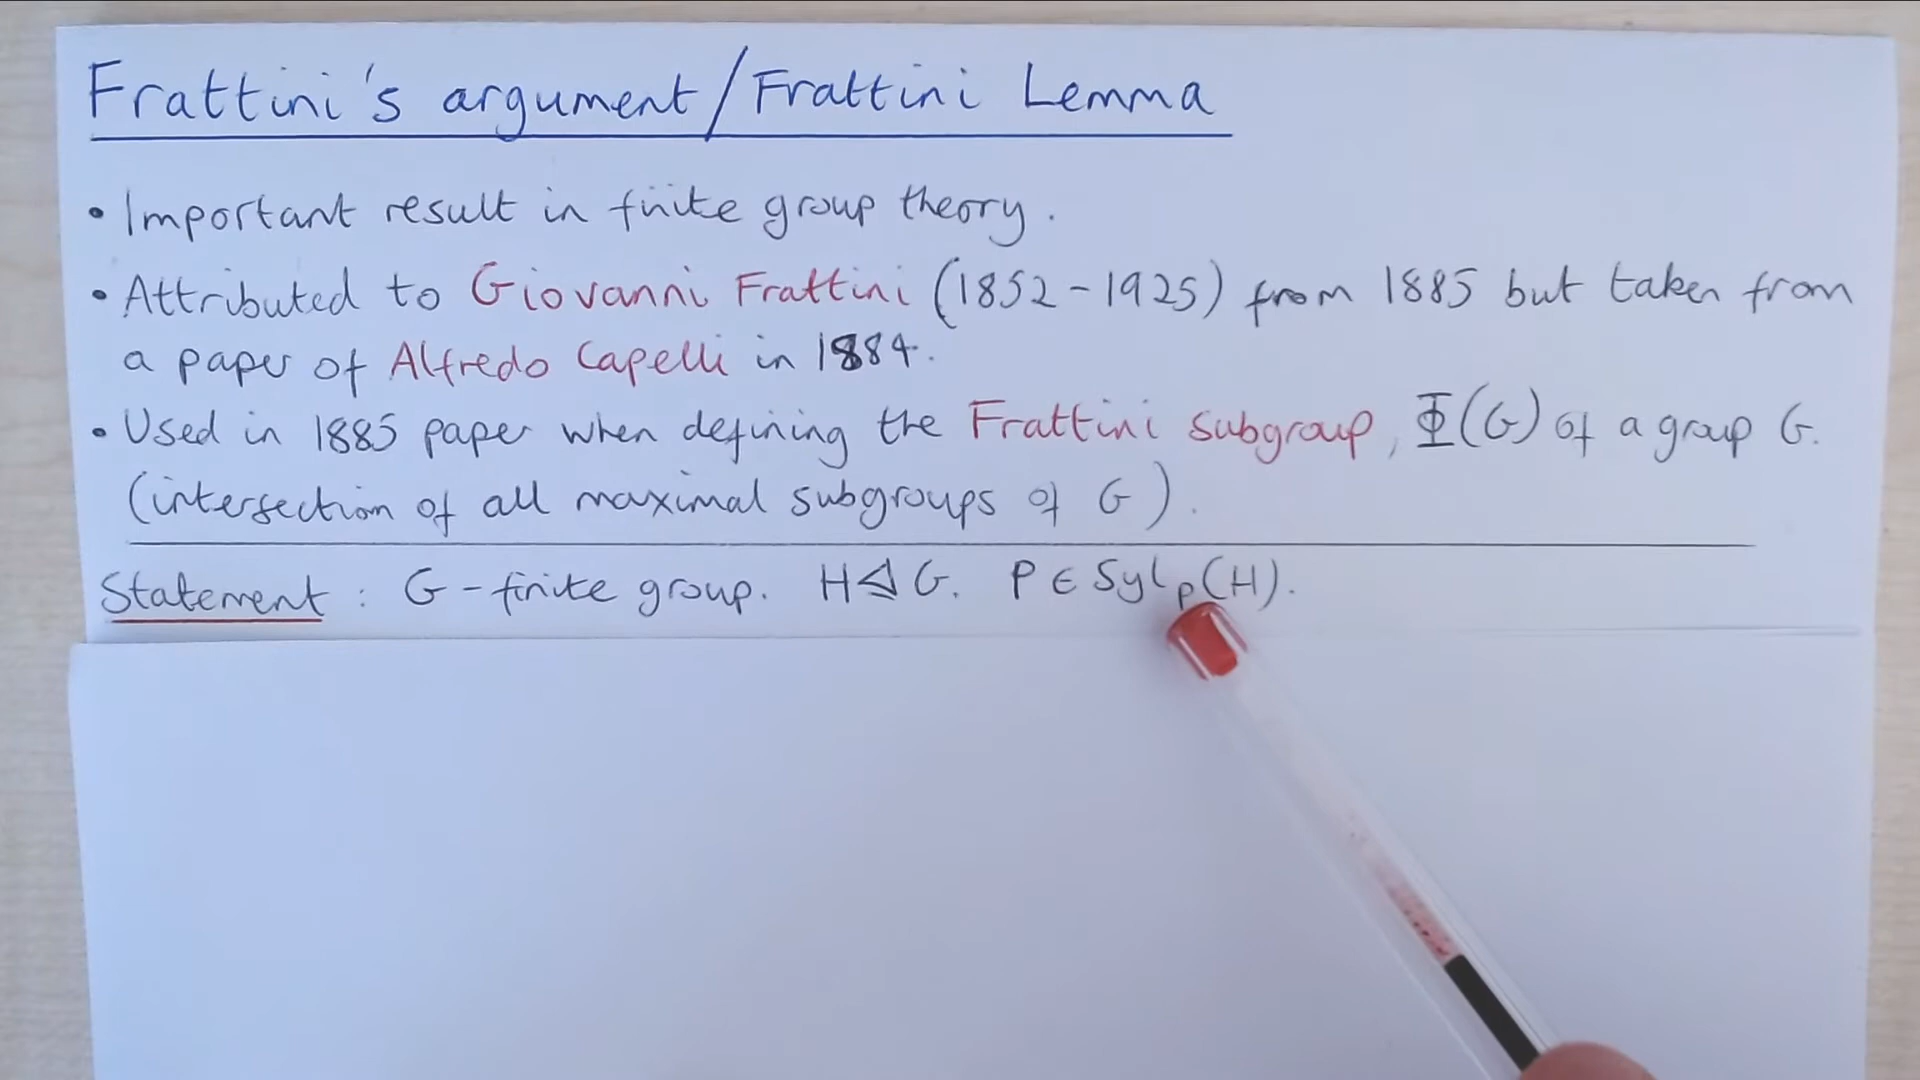 Frattini's argument/Frattini Lemma
• Important result in finite group theory.
• Attributed to Giovanni Frattini (1852-1925) from 1885 but taken from
a paper of Alfredo Capelli in 1884.
• Used in 1885 paper when defining the Frattini subgroup, Φ(G) of a group G.
(intersection of all maximal subgroups of G).
Statement : G-finite group. H⊴G. P∈Sylₚ(H).